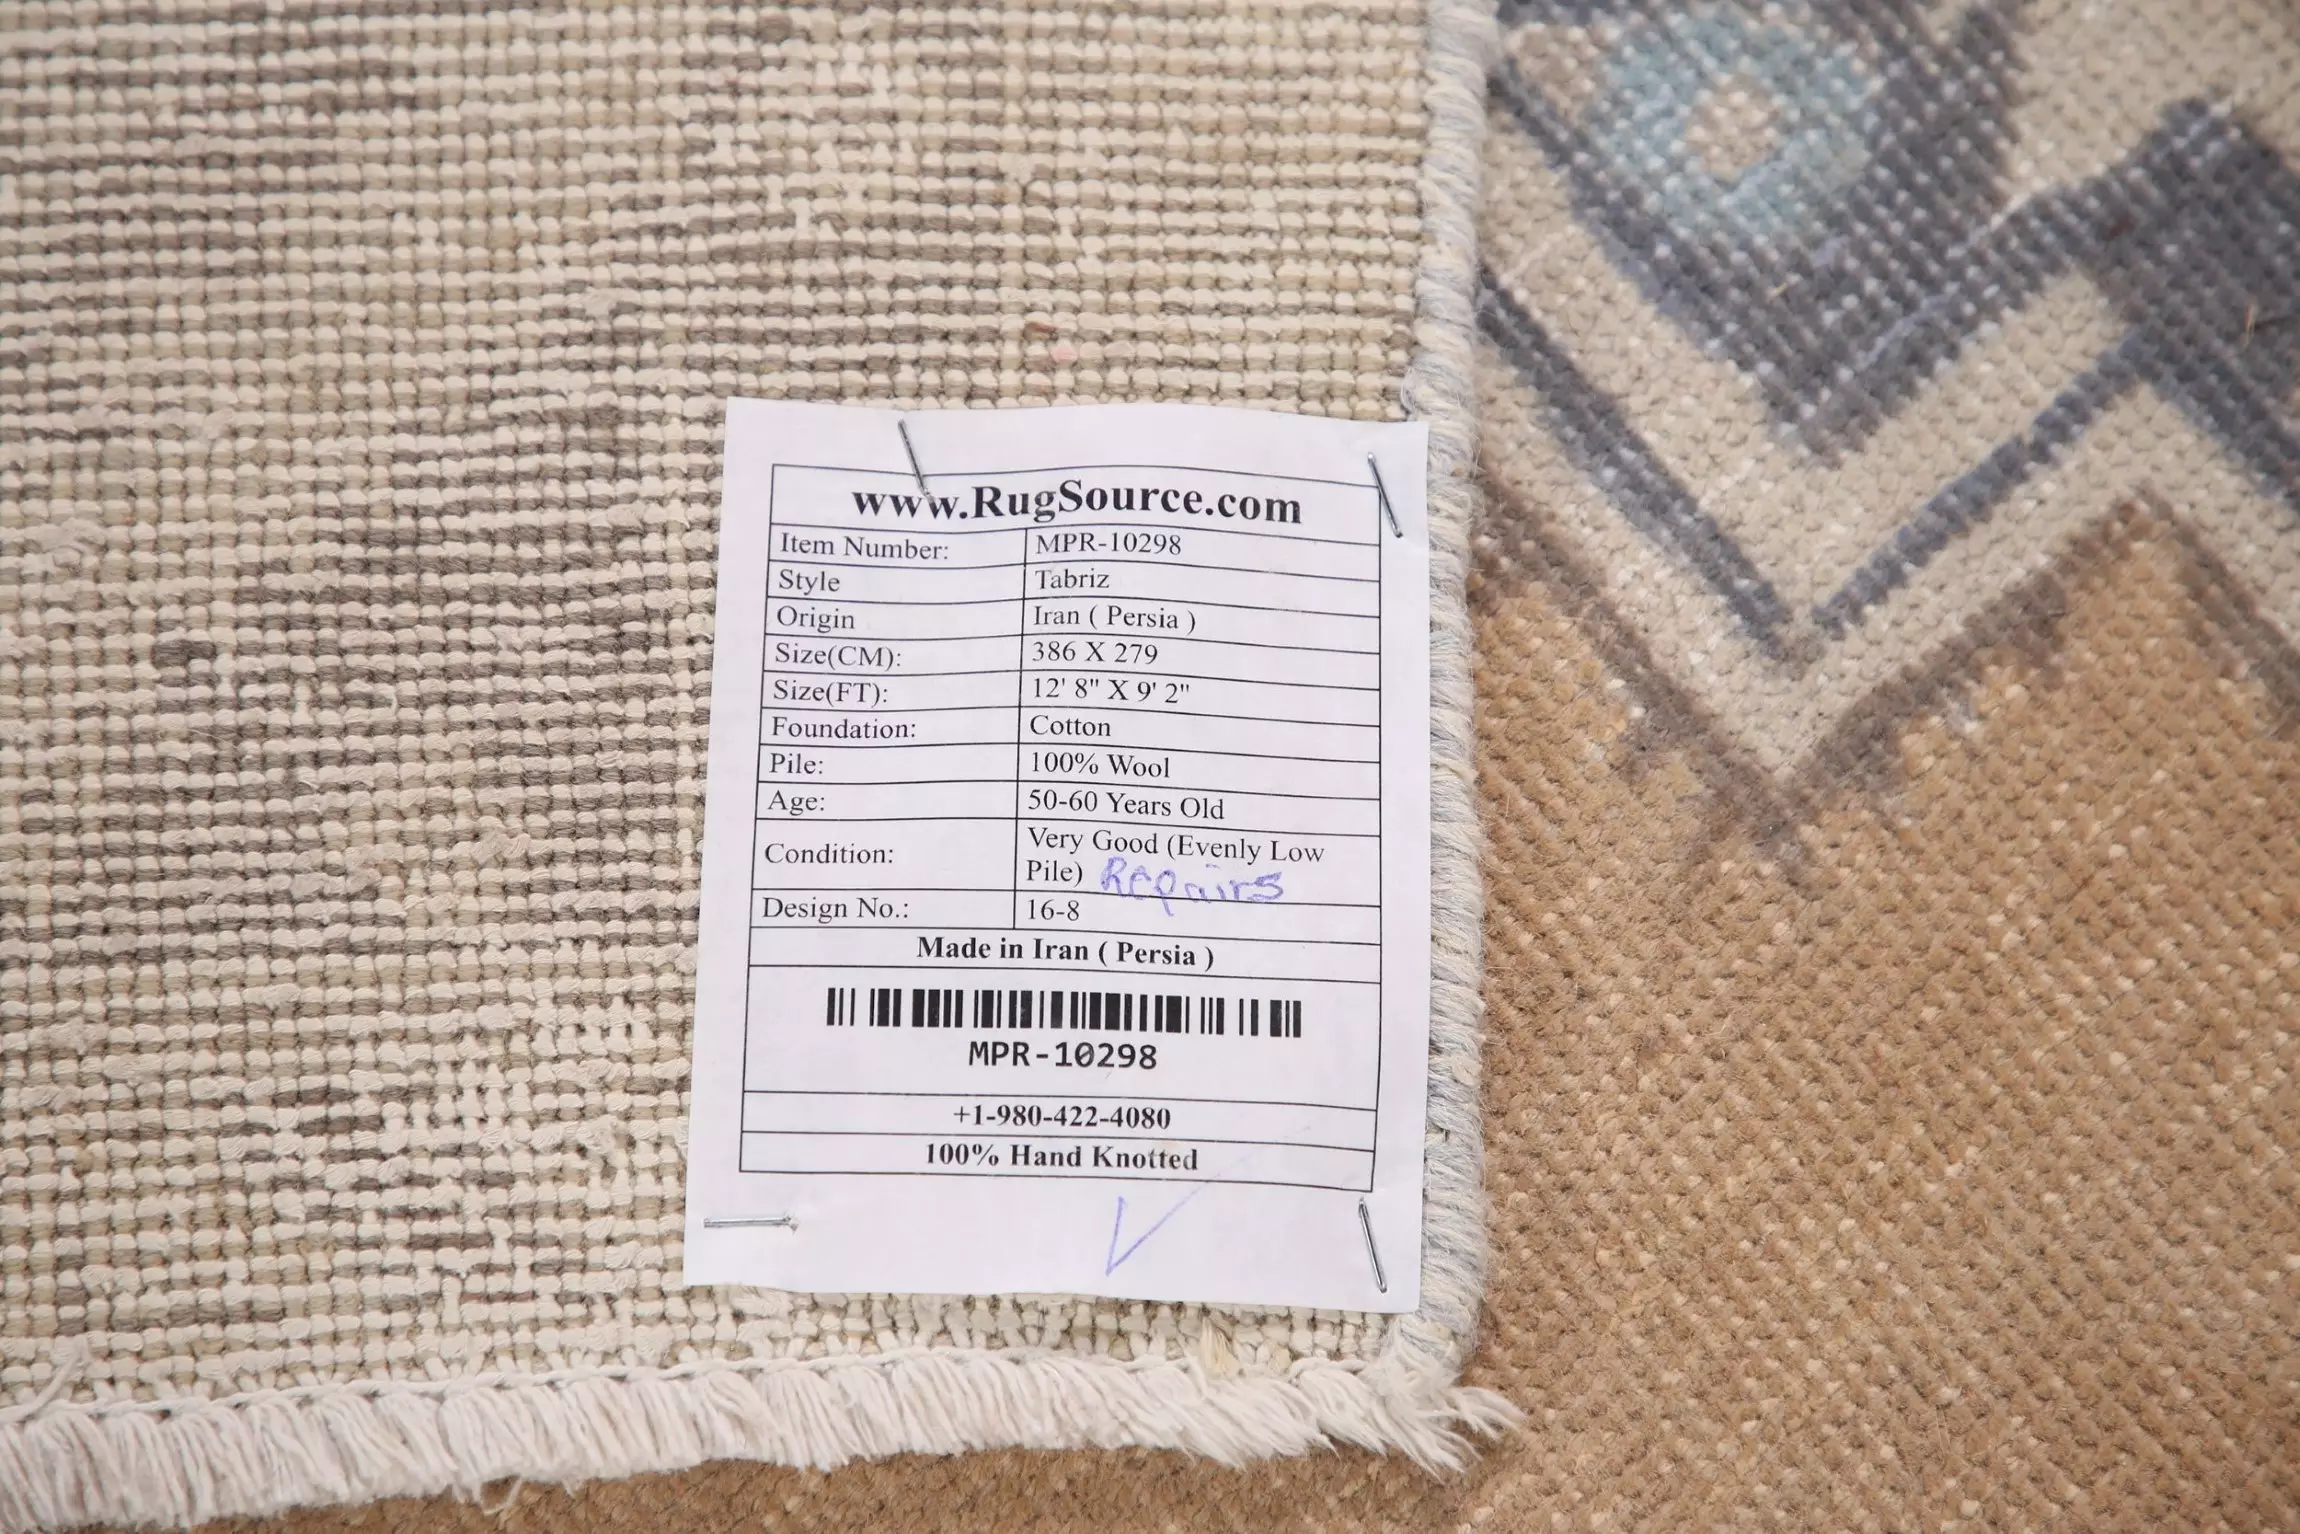 www.RugSource.com
Item Number: MPR-10298
Style Tabriz
Origin Iran ( Persia )
Size(CM): 386 X 279
Size(FT): 12' 8" X 9' 2"
Foundation: Cotton
Pile: 100% Wool
Age: 50-60 Years Old
Condition: Very Good (Evenly Low
Pile) Repairs
Design No.: 16-8
Made in Iran ( Persia )
MPR-10298
+1-980-422-4080
100% Hand Knotted